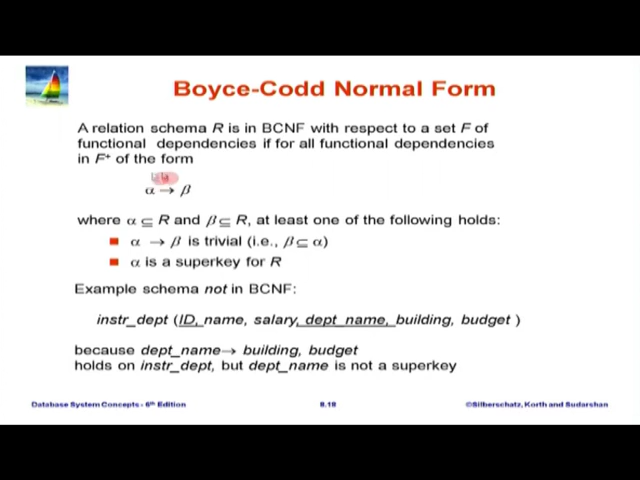 Boyce-Codd Normal Form
A relation schema R is in BCNF with respect to a set F of
functional dependencies if for all functional dependencies
in F+ of the form
α → β
where α ⊆ R and β ⊆ R, at least one of the following holds:
α → β is trivial (i.e., β ⊆ α)
α is a superkey for R
Example schema not in BCNF:
instr_dept (ID, name, salary, dept_name, building, budget )
because dept_name→ building, budget
holds on instr_dept, but dept_name is not a superkey
Database System Concepts - 6th Edition
8.18
©Silberschatz, Korth and Sudarshan